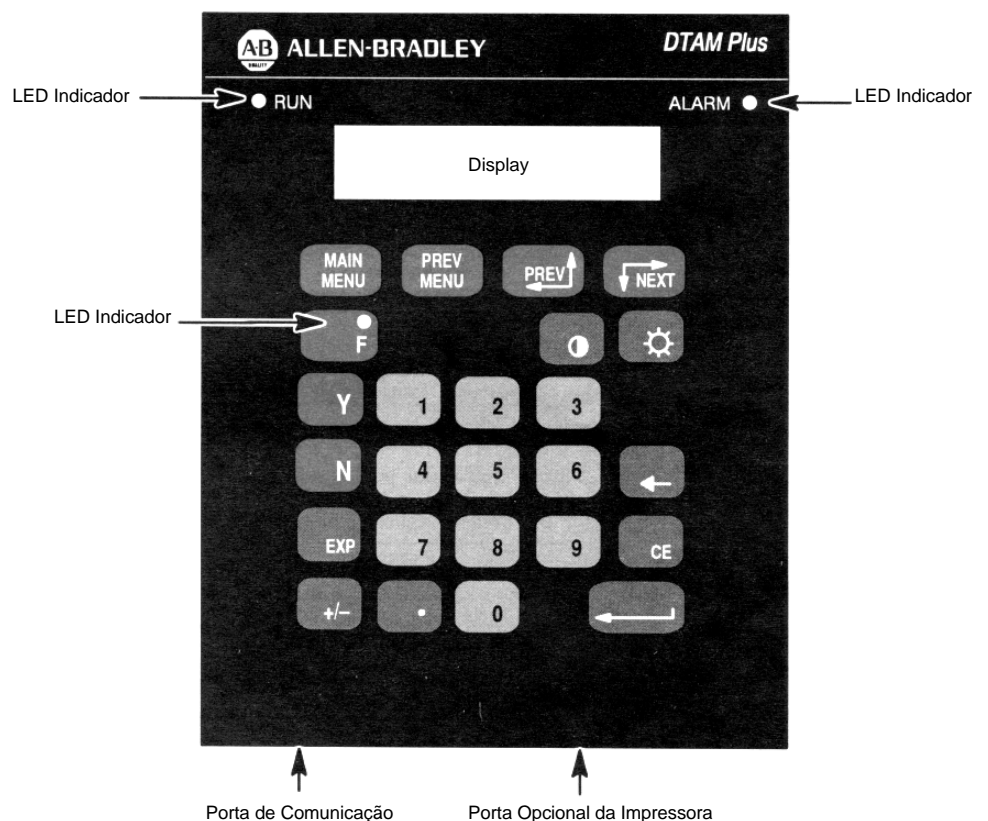 AB QUALITY ALLEN-BRADLEY DTAM Plus
LED Indicador RUN ALARM LED Indicador
Display
MAIN MENU PREV MENU PREV NEXT
LED Indicador F
Y 1 2 3
N 4 5 6
EXP 7 8 9 CE
+/– . 0
Porta de Comunicação Porta Opcional da Impressora